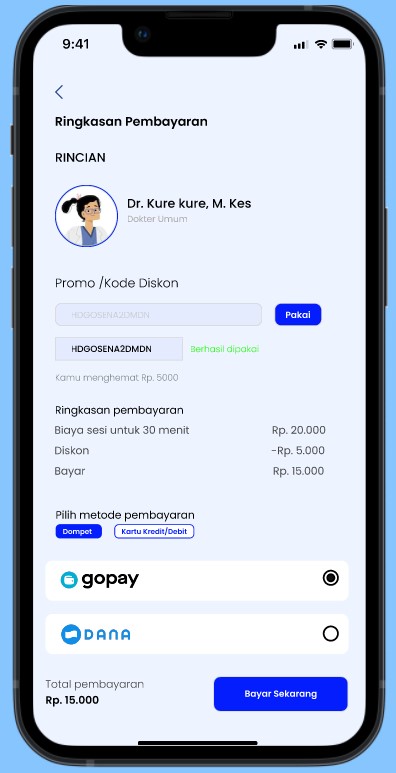 9:41
Ringkasan Pembayaran
RINCIAN
Dr. Kure kure, M. Kes
Dokter Umum
Promo /Kode Diskon
HDGOSENA2DMDN
Pakai
HDGOSENA2DMDN
Berhasil dipakai
Kamu menghemat Rp. 5000
Ringkasan pembayaran
Biaya sesi untuk 30 menit Rp. 20.000
Diskon -Rp. 5.000
Bayar Rp. 15.000
Pilih metode pembayaran
Dompet
Kartu Kredit/Debit
gopay
DANA
Total pembayaran
Rp. 15.000
Bayar Sekarang